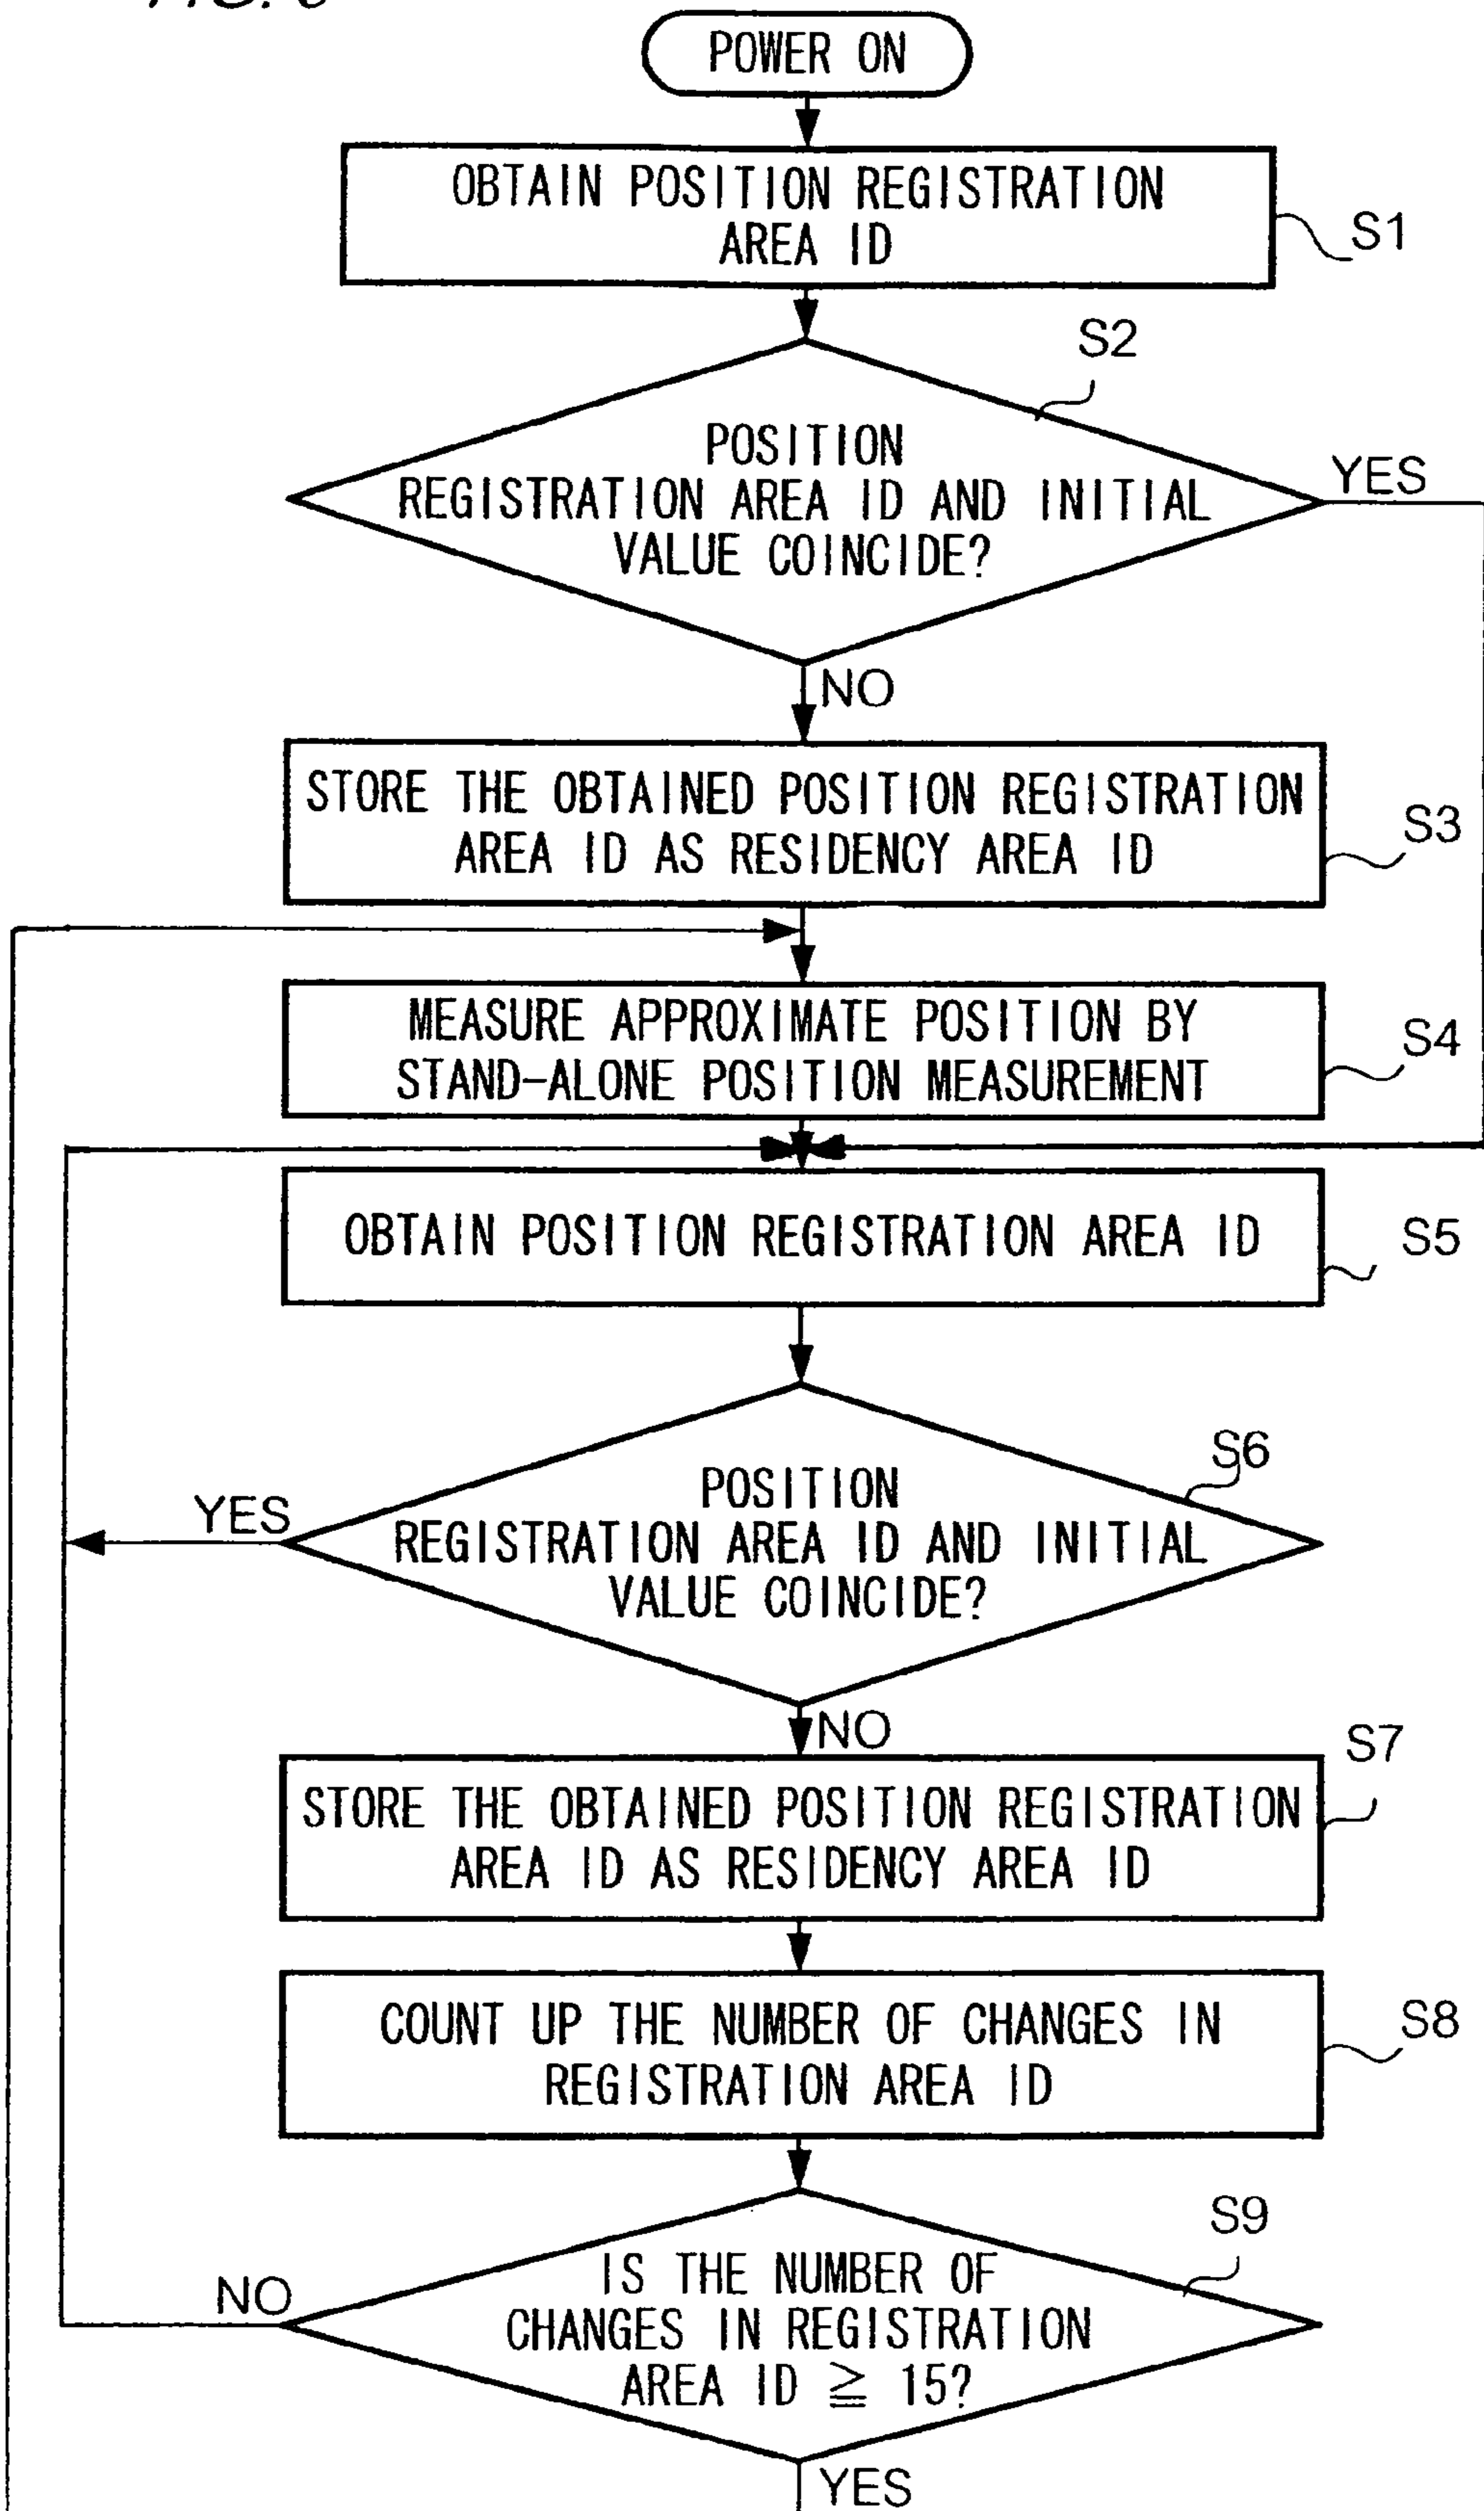 POWER ON
OBTAIN POSITION REGISTRATION
AREA ID
S1
S2
POSITION
REGISTRATION AREA ID AND INITIAL
VALUE COINCIDE?
YES
NO
STORE THE OBTAINED POSITION REGISTRATION
AREA ID AS RESIDENCY AREA ID
S3
MEASURE APPROXIMATE POSITION BY
STAND-ALONE POSITION MEASUREMENT
S4
OBTAIN POSITION REGISTRATION AREA ID
S5
S6
POSITION
REGISTRATION AREA ID AND INITIAL
VALUE COINCIDE?
YES
NO
S7
STORE THE OBTAINED POSITION REGISTRATION
AREA ID AS RESIDENCY AREA ID
COUNT UP THE NUMBER OF CHANGES IN
REGISTRATION AREA ID
S8
S9
IS THE NUMBER OF
CHANGES IN REGISTRATION
AREA ID ≧ 15?
NO
YES